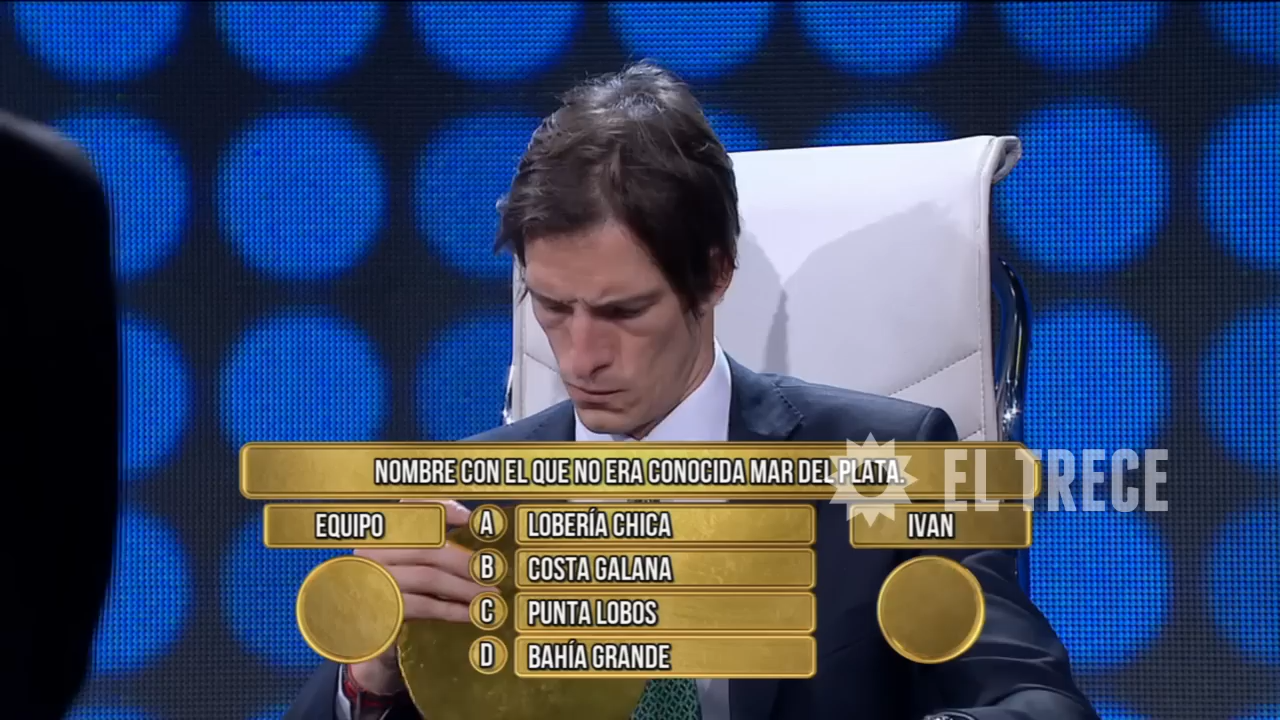 NOMBRE CON EL QUE NO ERA CONOCIDA MAR DEL PLATA.
EL TRECE
EQUIPO
A LOBERÍA CHICA
IVAN
B COSTA GALANA
C PUNTA LOBOS
D BAHÍA GRANDE